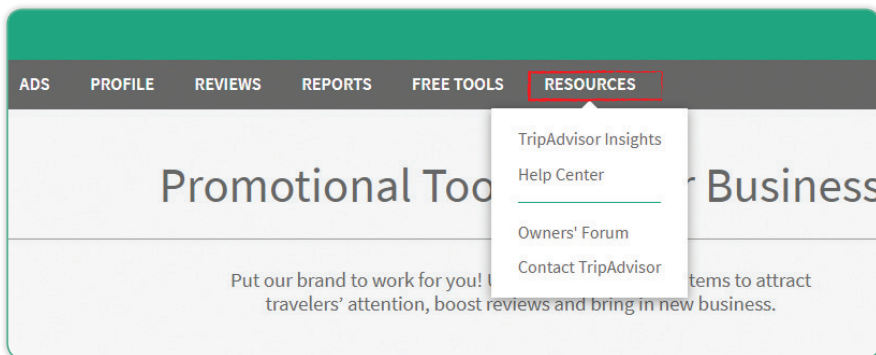 ADS PROFILE REVIEWS REPORTS FREE TOOLS RESOURCES
TripAdvisor Insights
Help Center
Owners' Forum
Contact TripAdvisor
Promotional Too Business
Put our brand to work for you! tems to attract
travelers’ attention, boost reviews and bring in new business.